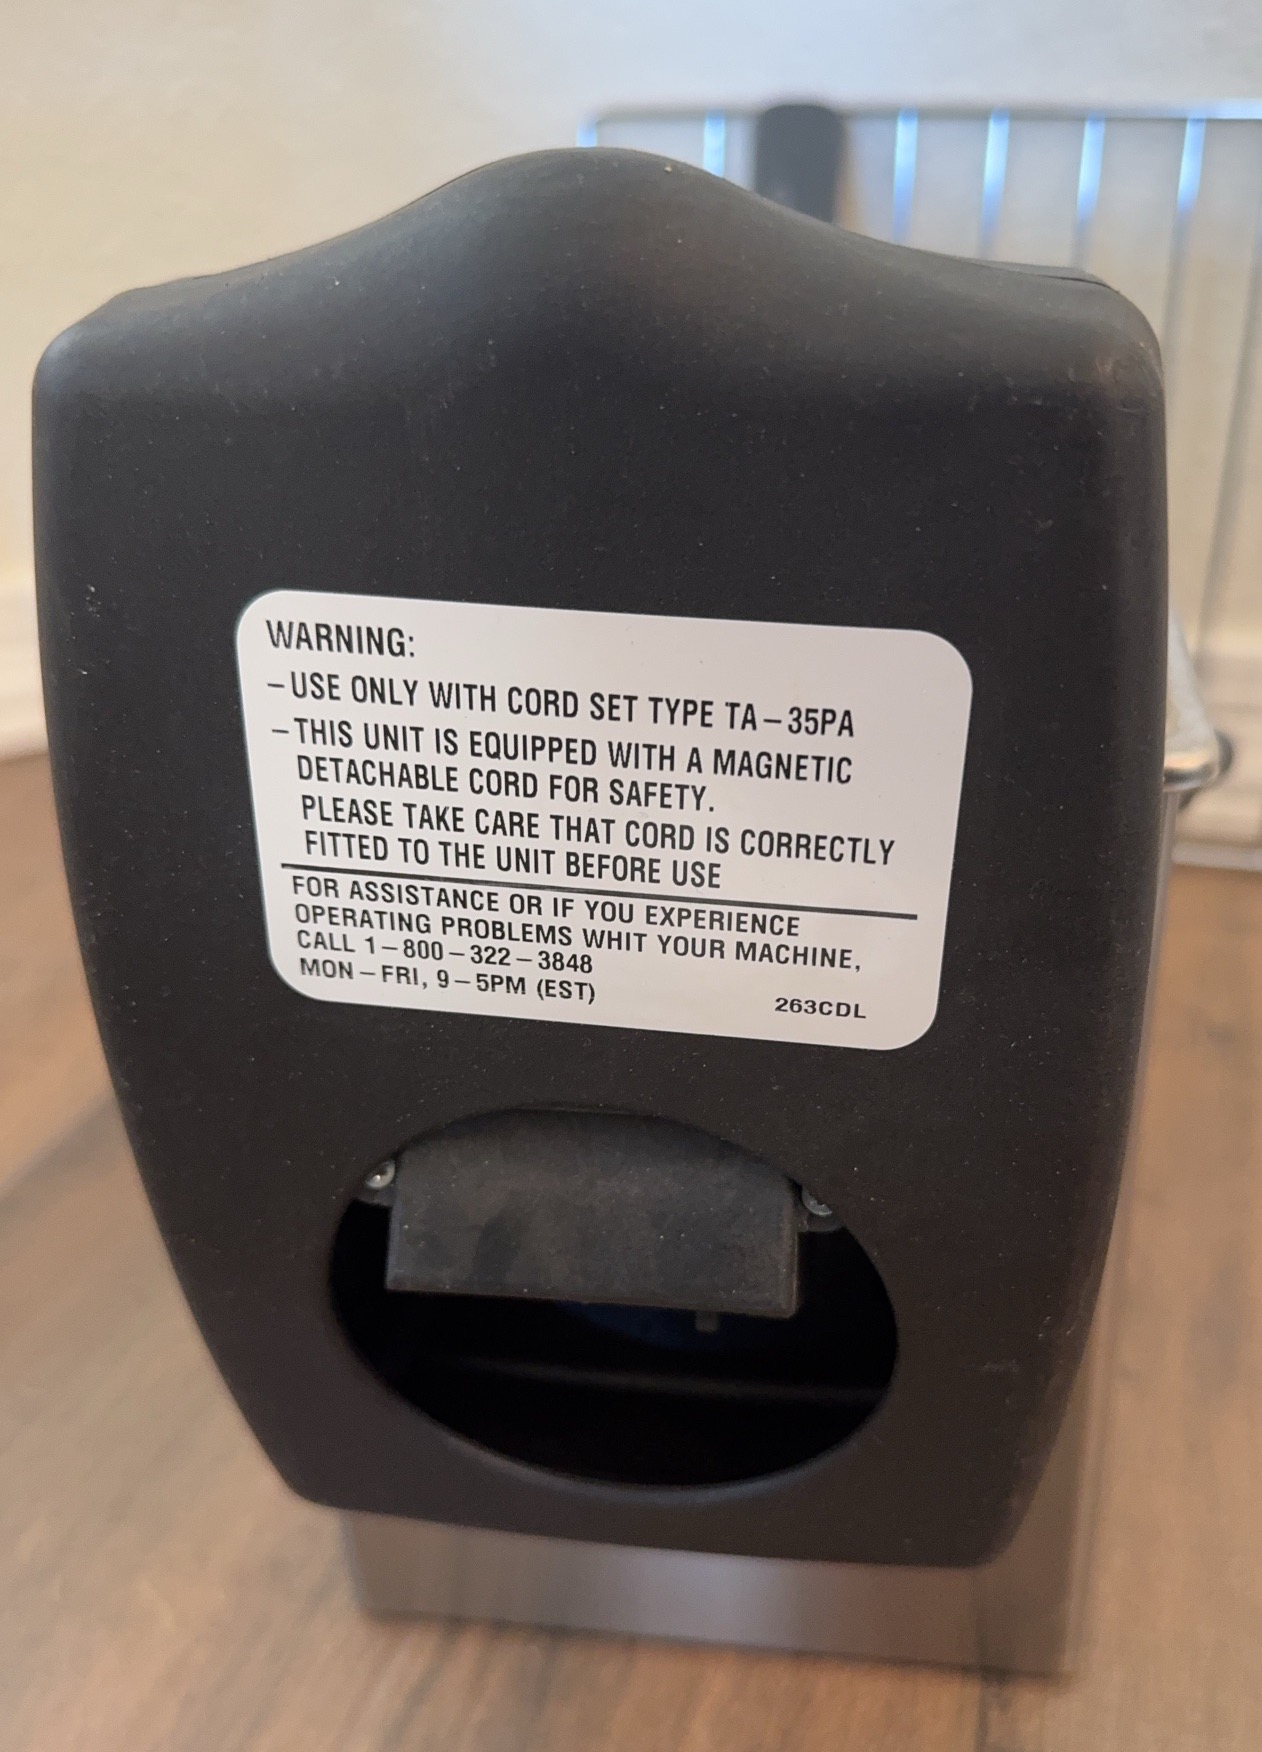 WARNING:
–USE ONLY WITH CORD SET TYPE TA–35PA
–THIS UNIT IS EQUIPPED WITH A MAGNETIC
DETACHABLE CORD FOR SAFETY.
PLEASE TAKE CARE THAT CORD IS CORRECTLY
FITTED TO THE UNIT BEFORE USE
FOR ASSISTANCE OR IF YOU EXPERIENCE
OPERATING PROBLEMS WHIT YOUR MACHINE,
CALL 1–800–322–3848
MON–FRI, 9–5PM (EST)
263CDL